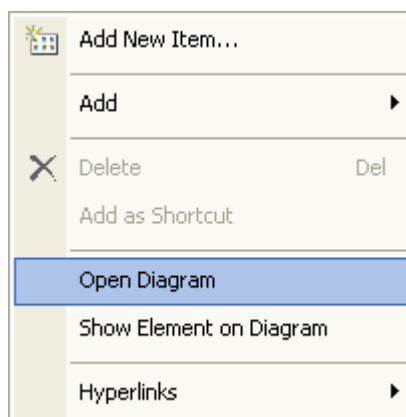 Add New Item...
Add
Delete Del
Add as Shortcut
Open Diagram
Show Element on Diagram
Hyperlinks